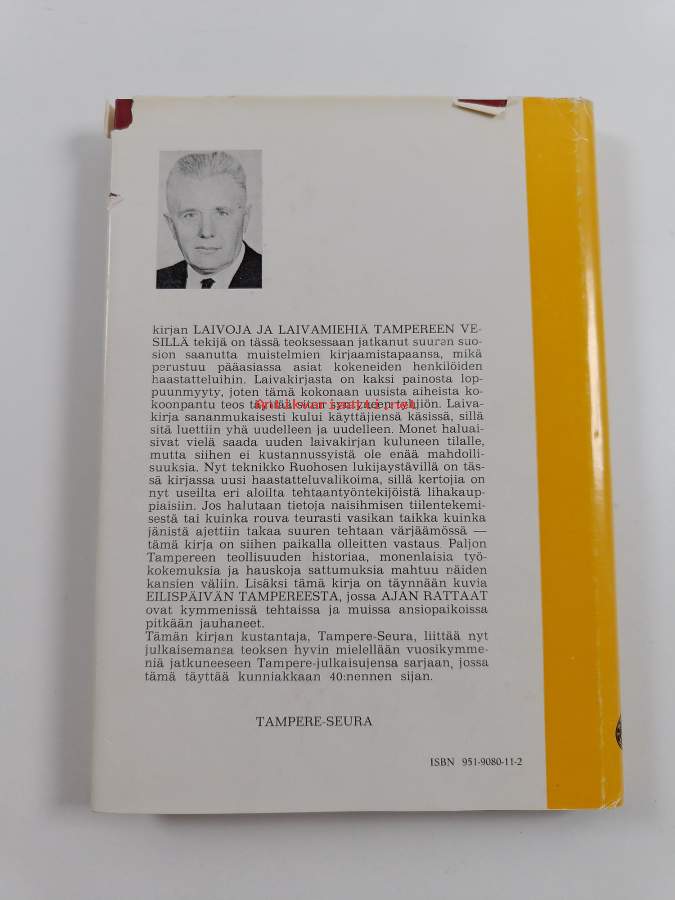 kirjan LAIVOJA JA LAIVAMIEHIÄ TAMPEREEN VE-
SILLÄ tekijä on tässä teoksessaan jatkanut suuren suo-
sion saanutta muistelmien kirjaamistapaansa, mikä
perustuu pääasiassa asiat kokeneiden henkilöiden
haastatteluihin. Laivakirjasta on kaksi painosta lop-
puunmyyty, joten tämä kokonaan uusista aiheista ko-
koonpantu teos täyttää tyhjiön. Laiva-
kirja sananmukaisesti kului käyttäjiensä käsissä, sillä
sitä luettiin yhä uudelleen ja uudelleen. Monet haluai-
sivat vielä saada uuden laivakirjan kuluneen tilalle,
mutta siihen ei kustannussyistä ole enää mahdolli-
suuksia. Nyt teknikko Ruohosen lukijaystävillä on täs-
sä kirjassa uusi haastatteluvalikoima, sillä kertojia on
nyt useilta eri aloilta tehtaantyöntekijöistä lihakaup-
piaisiin. Jos halutaan tietoja naisihmisen tiilentekemi-
sestä tai kuinka rouva teurasti vasikan taikka kuinka
jänistä ajettiin takaa suuren tehtaan värjäämössä —
tämä kirja on siihen paikalla olleitten vastaus. Paljon
Tampereen teollisuuden historiaa, monenlaisia työ-
kokemuksia ja hauskoja sattumuksia mahtuu näiden
kansien väliin. Lisäksi tämä kirja on täynnään kuvia
EILISPÄIVÄN TAMPEREESTA, jossa AJAN RATTAAT
ovat kymmenissä tehtaissa ja muissa ansiopaikoissa
pitkään jauhaneet.
Tämän kirjan kustantaja, Tampere-Seura, liittää nyt
julkaisemansa teoksen hyvin mielellään vuosikymme-
niä jatkuneeseen Tampere-julkaisujensa sarjaan, jossa
tämä täyttää kunniakkaan 40:nennen sijan.
TAMPERE-SEURA
ISBN 951-9080-11-2